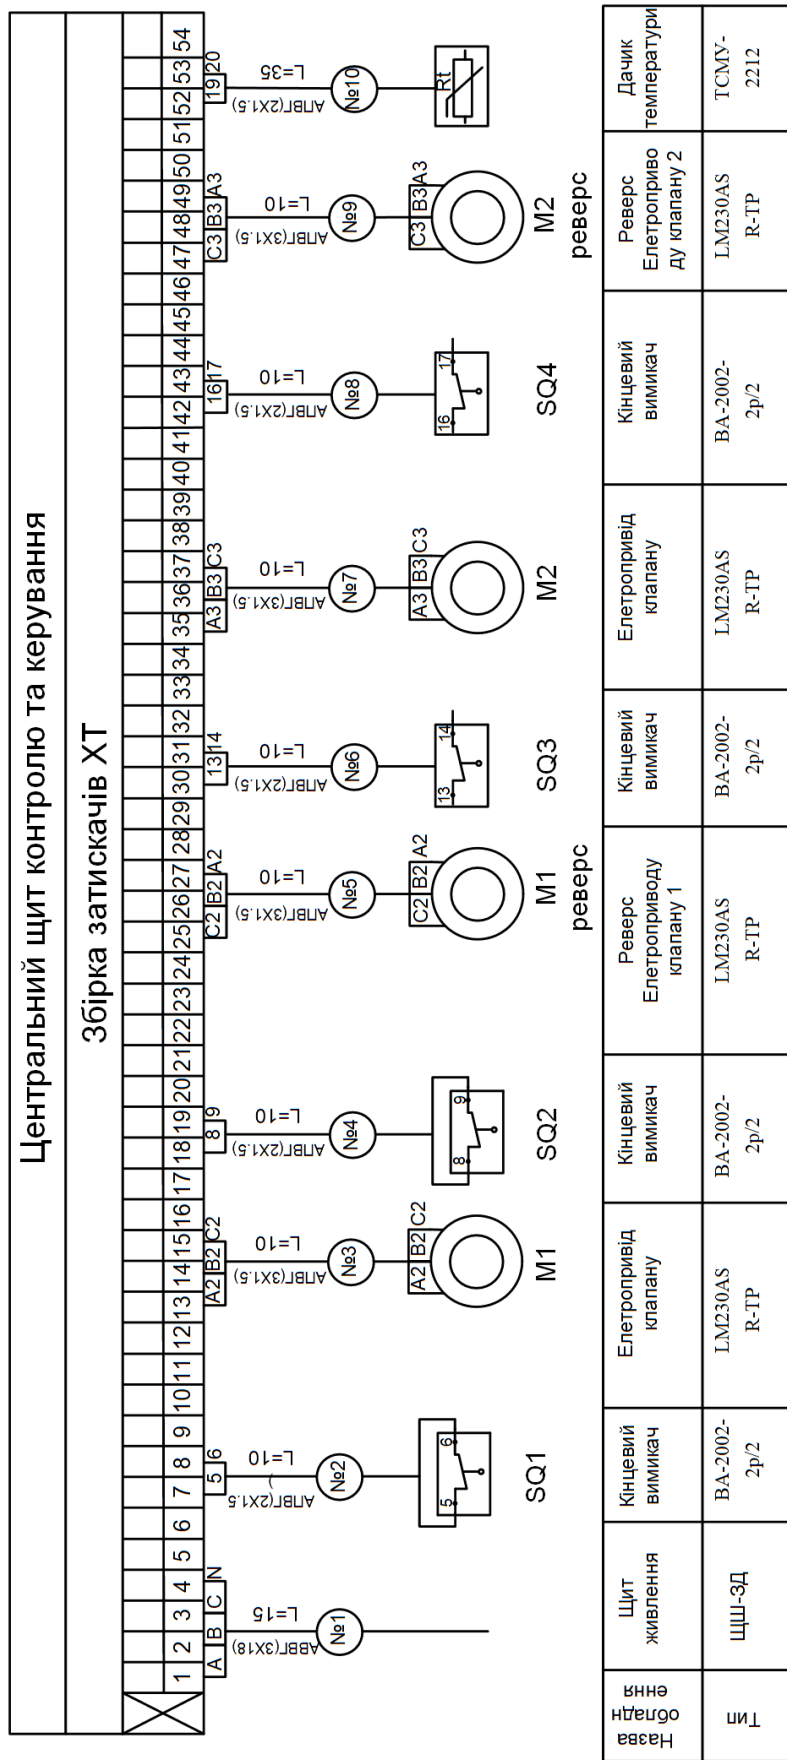 Центральний щит контролю та керування
Збірка затискачів ХТ
1 2 3 4 5 6 7 8 9 10 11 12 13 14 15 16 17 18 19 20 21 22 23 24 25 26 27 28 29 30 31 32 33 34 35 36 37 38 39 40 41 42 43 44 45 46 47 48 49 50 51 52 53 54
A B C N
5 6
A2 B2 C2
8 9
C2 B2 A2
13 14
A3 B3 C3
16 17
C3 B3 A3
19 20
АВВГ(3Х18)
L=15
№1
АПВГ(2Х1.5
L=10
№2
АПВГ(3Х1.5)
L=10
№3
АПВГ(2Х1.5)
L=10
№4
АПВГ(3Х1.5)
L=10
№5
АПВГ(2Х1.5)
L=10
№6
АПВГ(3Х1.5)
L=10
№7
АПВГ(2Х1.5)
L=10
№8
АПВГ(3Х1.5)
L=10
№9
АПВГ(2Х1.5)
L=35
№10
5 6
SQ1
A2 B2 C2
M1
8 9
SQ2
C2 B2 A2
M1
реверс
13 14
SQ3
A3 B3 C3
M2
16 17
SQ4
C3 B3 A3
M2
реверс
Rt
Назва
обладн
ення
Щит
живлення
Кінцевий
вимикач
Елетропривід
клапану
Кінцевий
вимикач
Реверс
Елетроприводу
клапану 1
Кінцевий
вимикач
Елетропривід
клапану
Кінцевий
вимикач
Реверс
Елетроприво
ду клапану 2
Дачик
температури
Тип
ЩШ-ЗД
ВА-2002-
2р/2
LM230AS
R-TP
ВА-2002-
2р/2
LM230AS
R-TP
ВА-2002-
2р/2
LM230AS
R-TP
ВА-2002-
2р/2
LM230AS
R-TP
ТСМУ-
2212